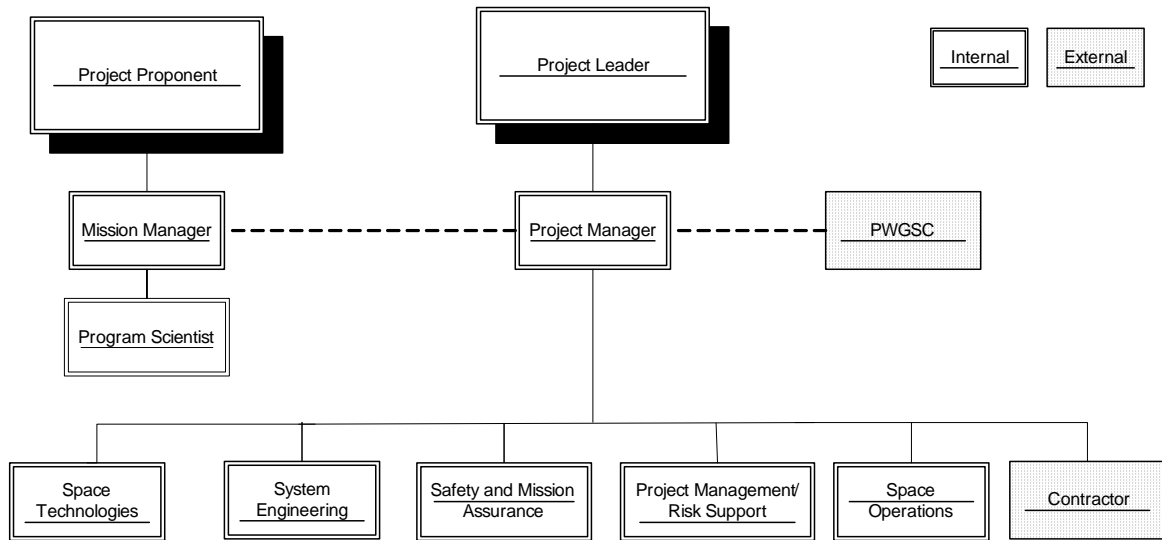 Project Proponent
Project Leader
Internal
External
Mission Manager
Project Manager
PWGSC
Program Scientist
Space
Technologies
System
Engineering
Safety and Mission
Assurance
Project Management/
Risk Support
Space
Operations
Contractor